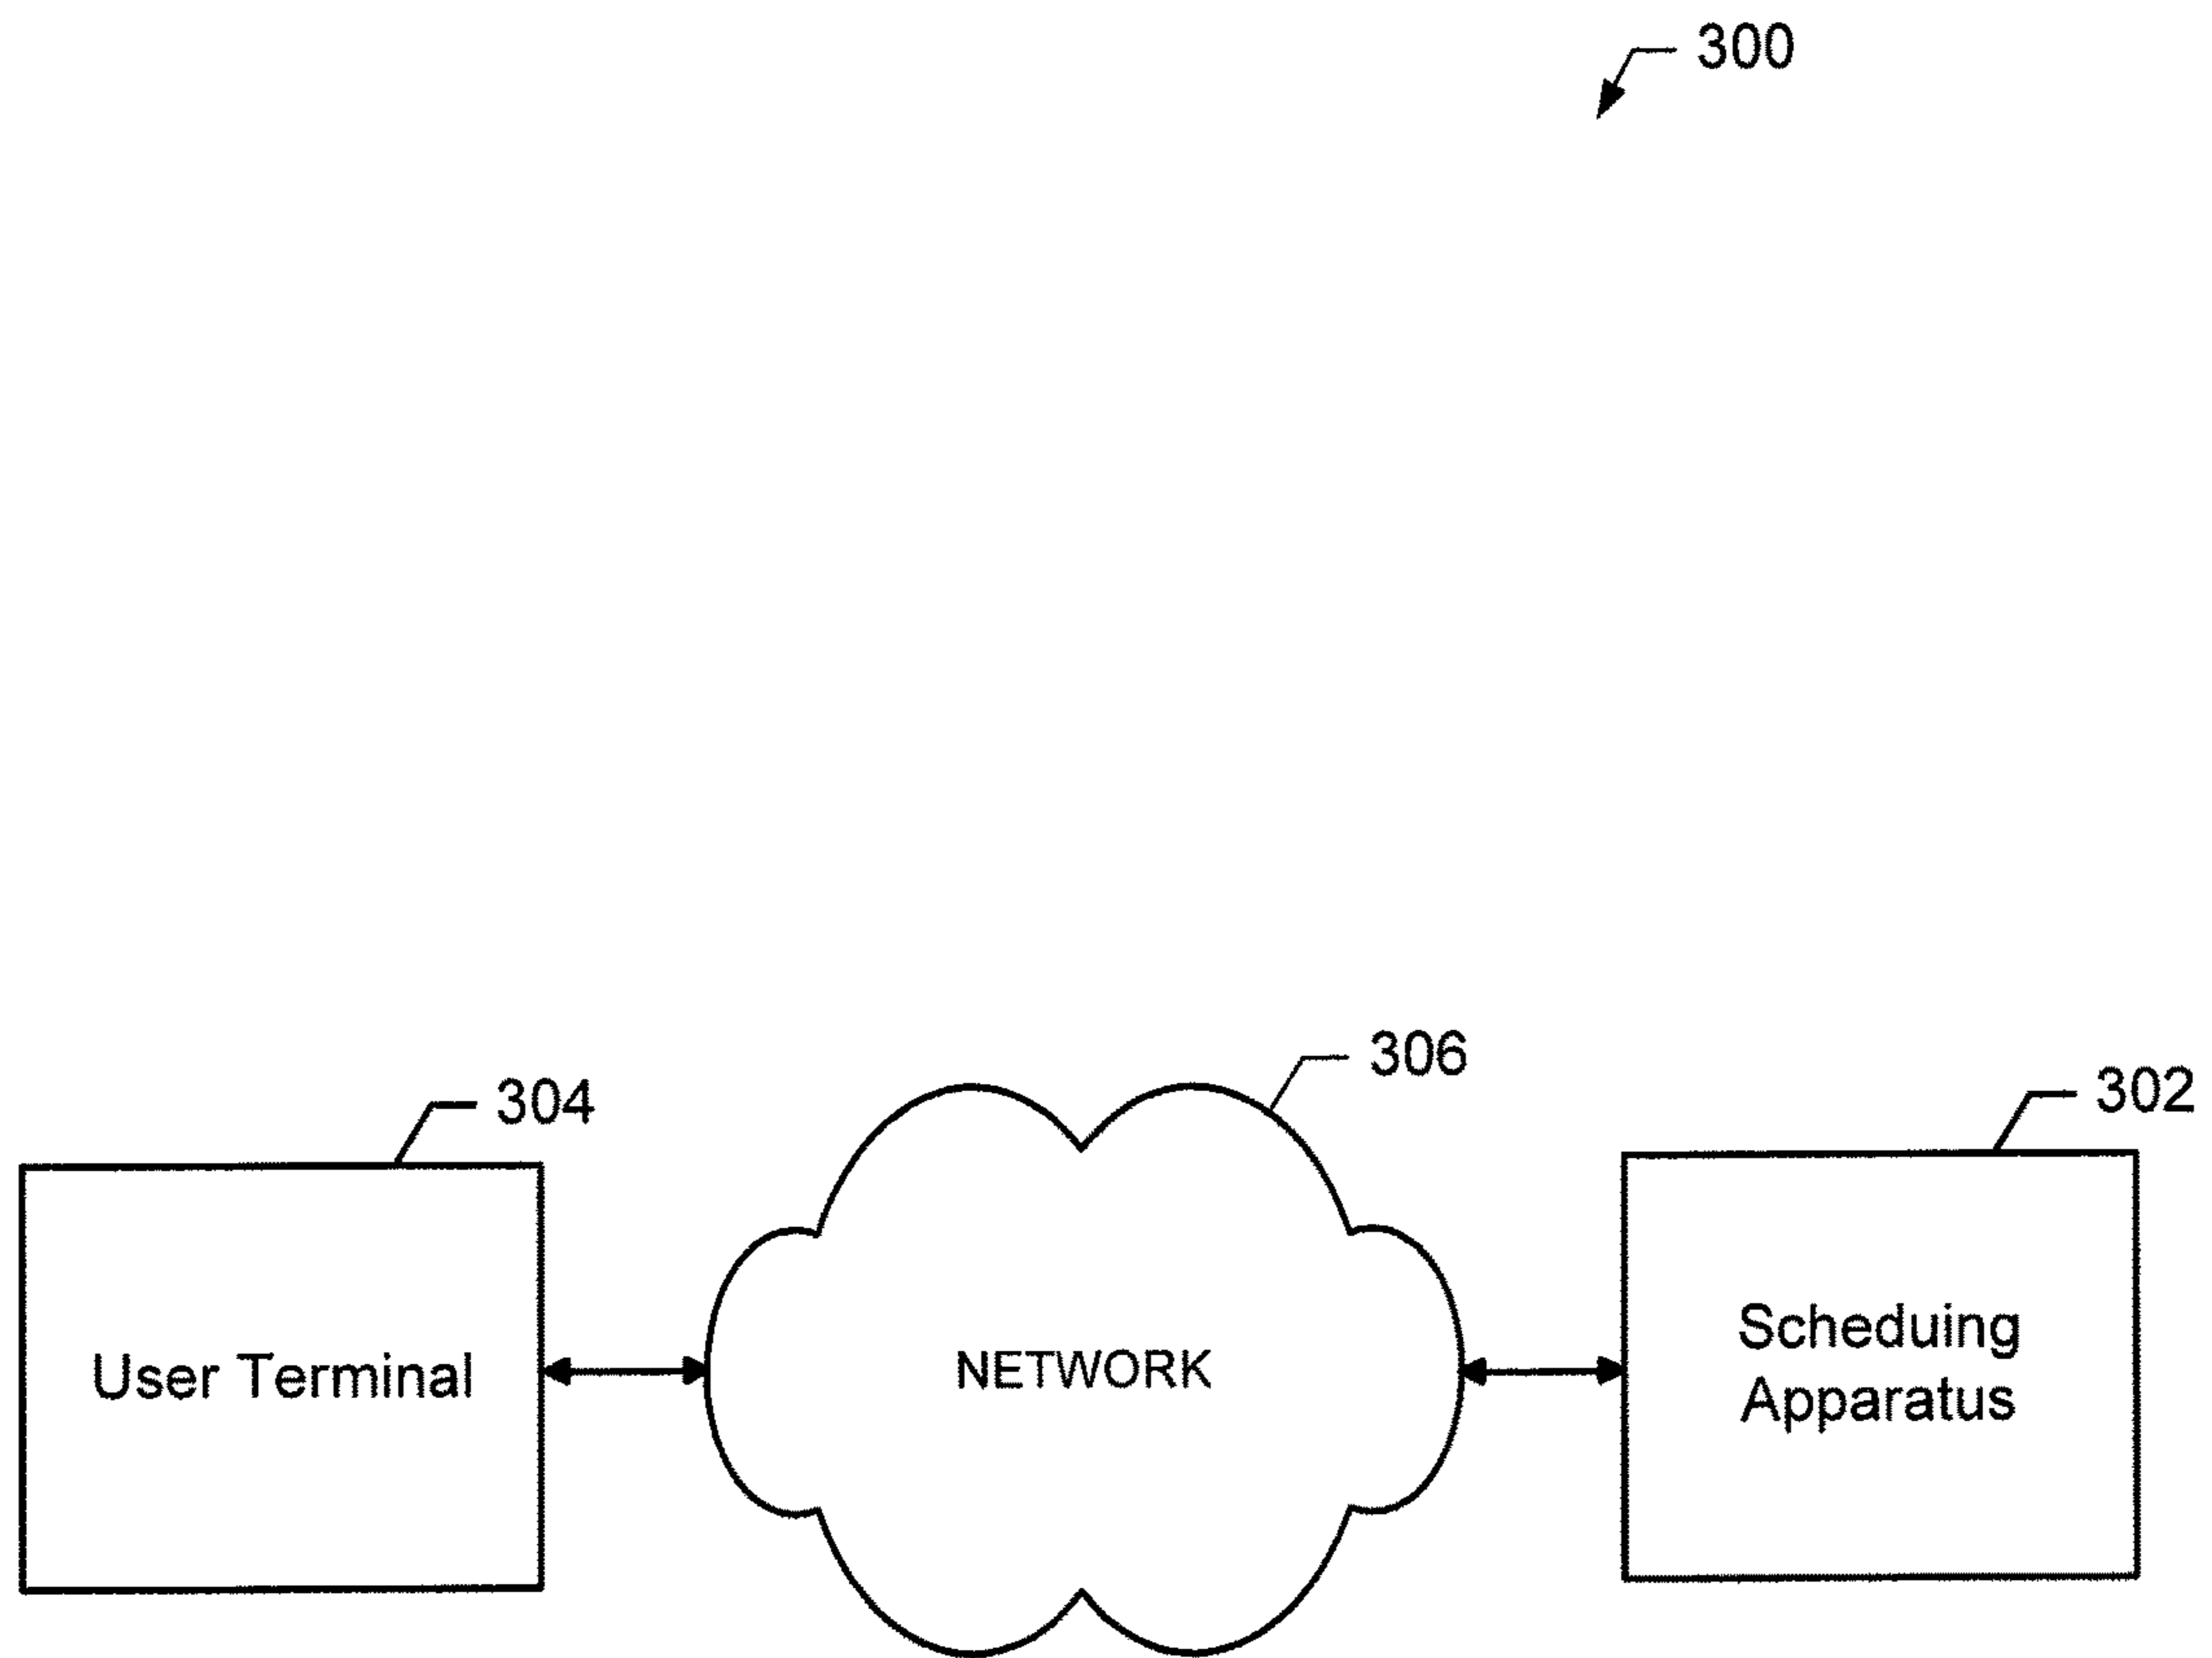 300
306
304
302
User Terminal
NETWORK
Scheduing
Apparatus